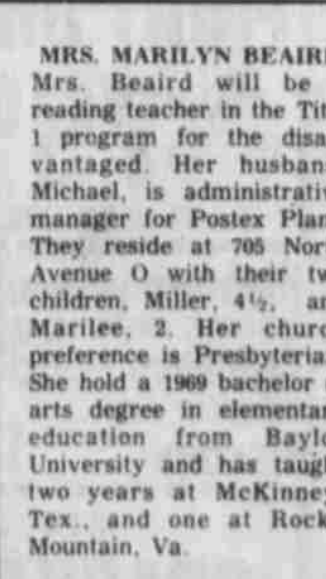 MRS. MARILYN BEAIR
Mrs. Beaird will be
reading teacher in the Tit
1 program for the disa
vantaged. Her husban
Michael, is administrativ
manager for Postex Plan
They reside at 705 Nor
Avenue O with their tw
children, Miller, 4½, an
Marilee, 2. Her churc
preference is Presbyteria
She hold a 1969 bachelor
arts degree in elementar
education from Baylo
University and has taugh
two years at McKinney
Tex., and one at Rock
Mountain, Va.